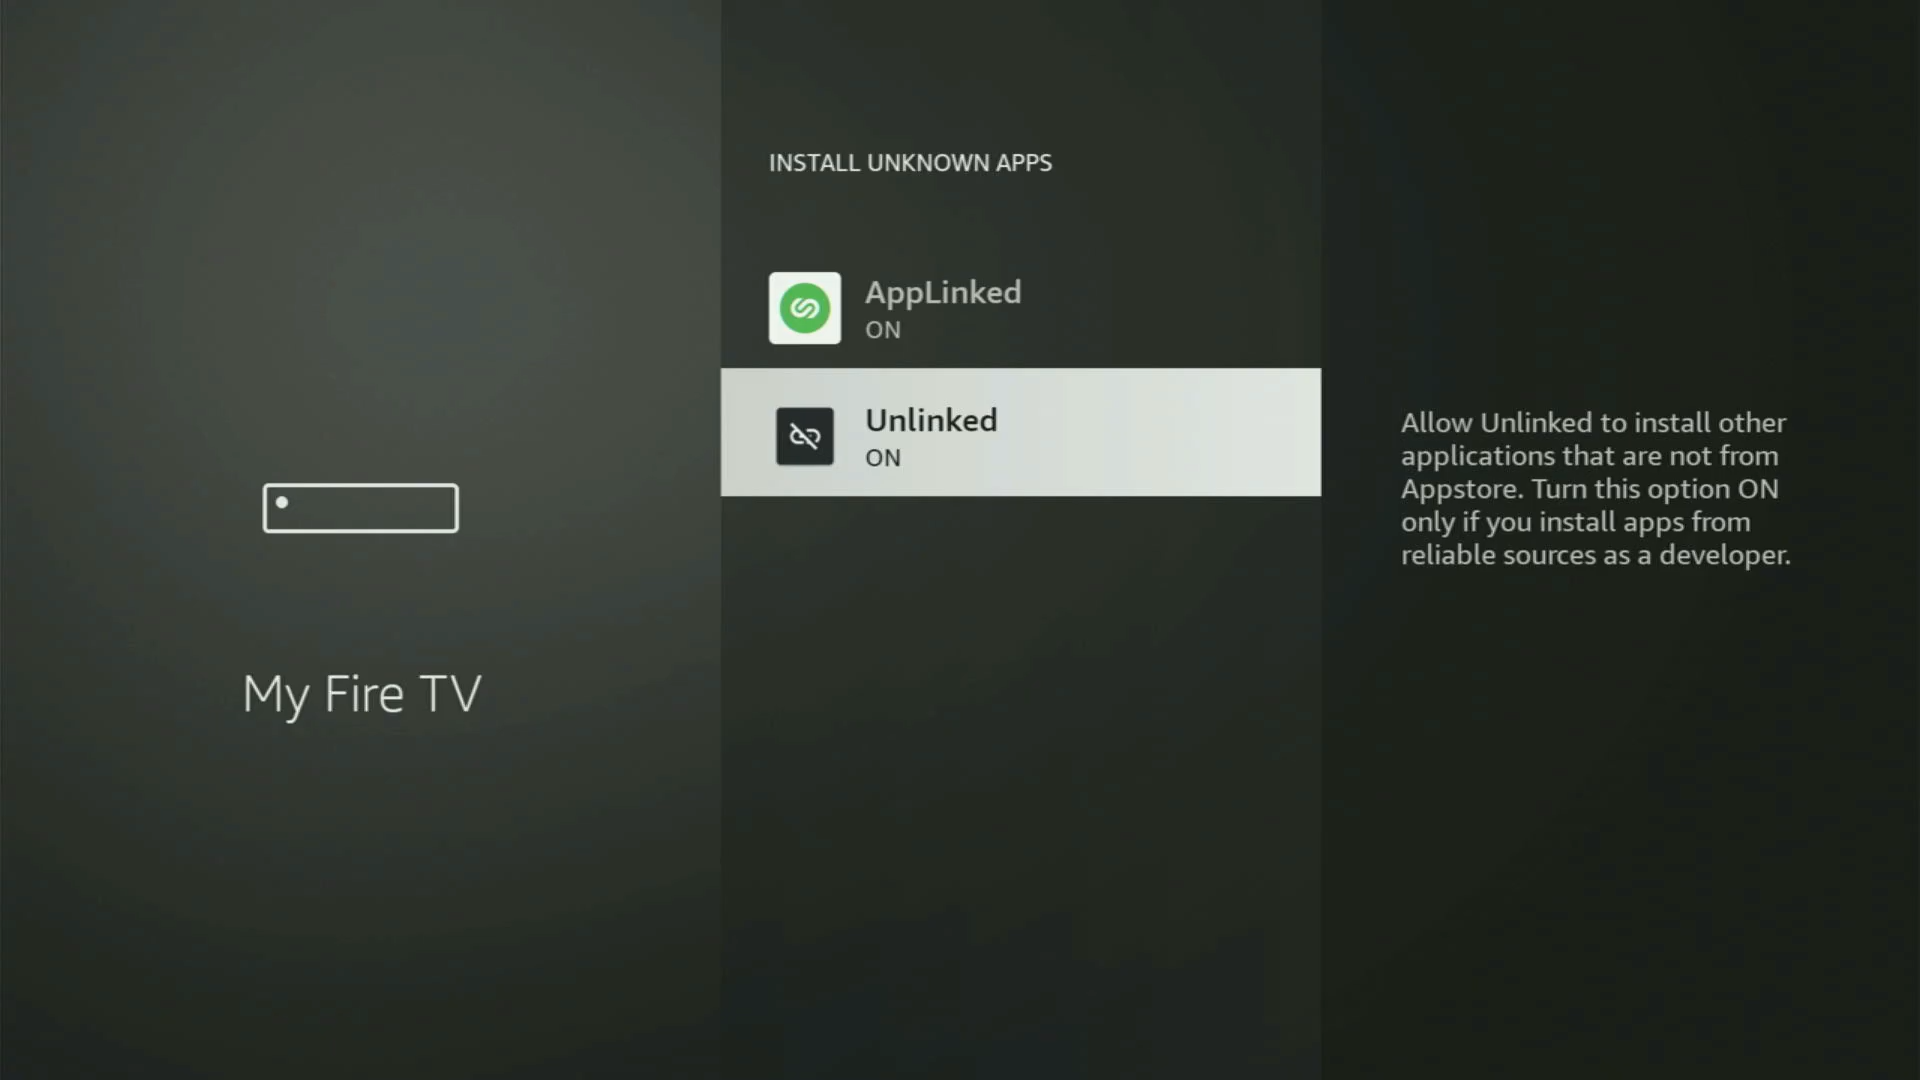 INSTALL UNKNOWN APPS
AppLinked
ON
Unlinked
ON
My Fire TV
Allow Unlinked to install other
applications that are not from
Appstore. Turn this option ON
only if you install apps from
reliable sources as a developer.